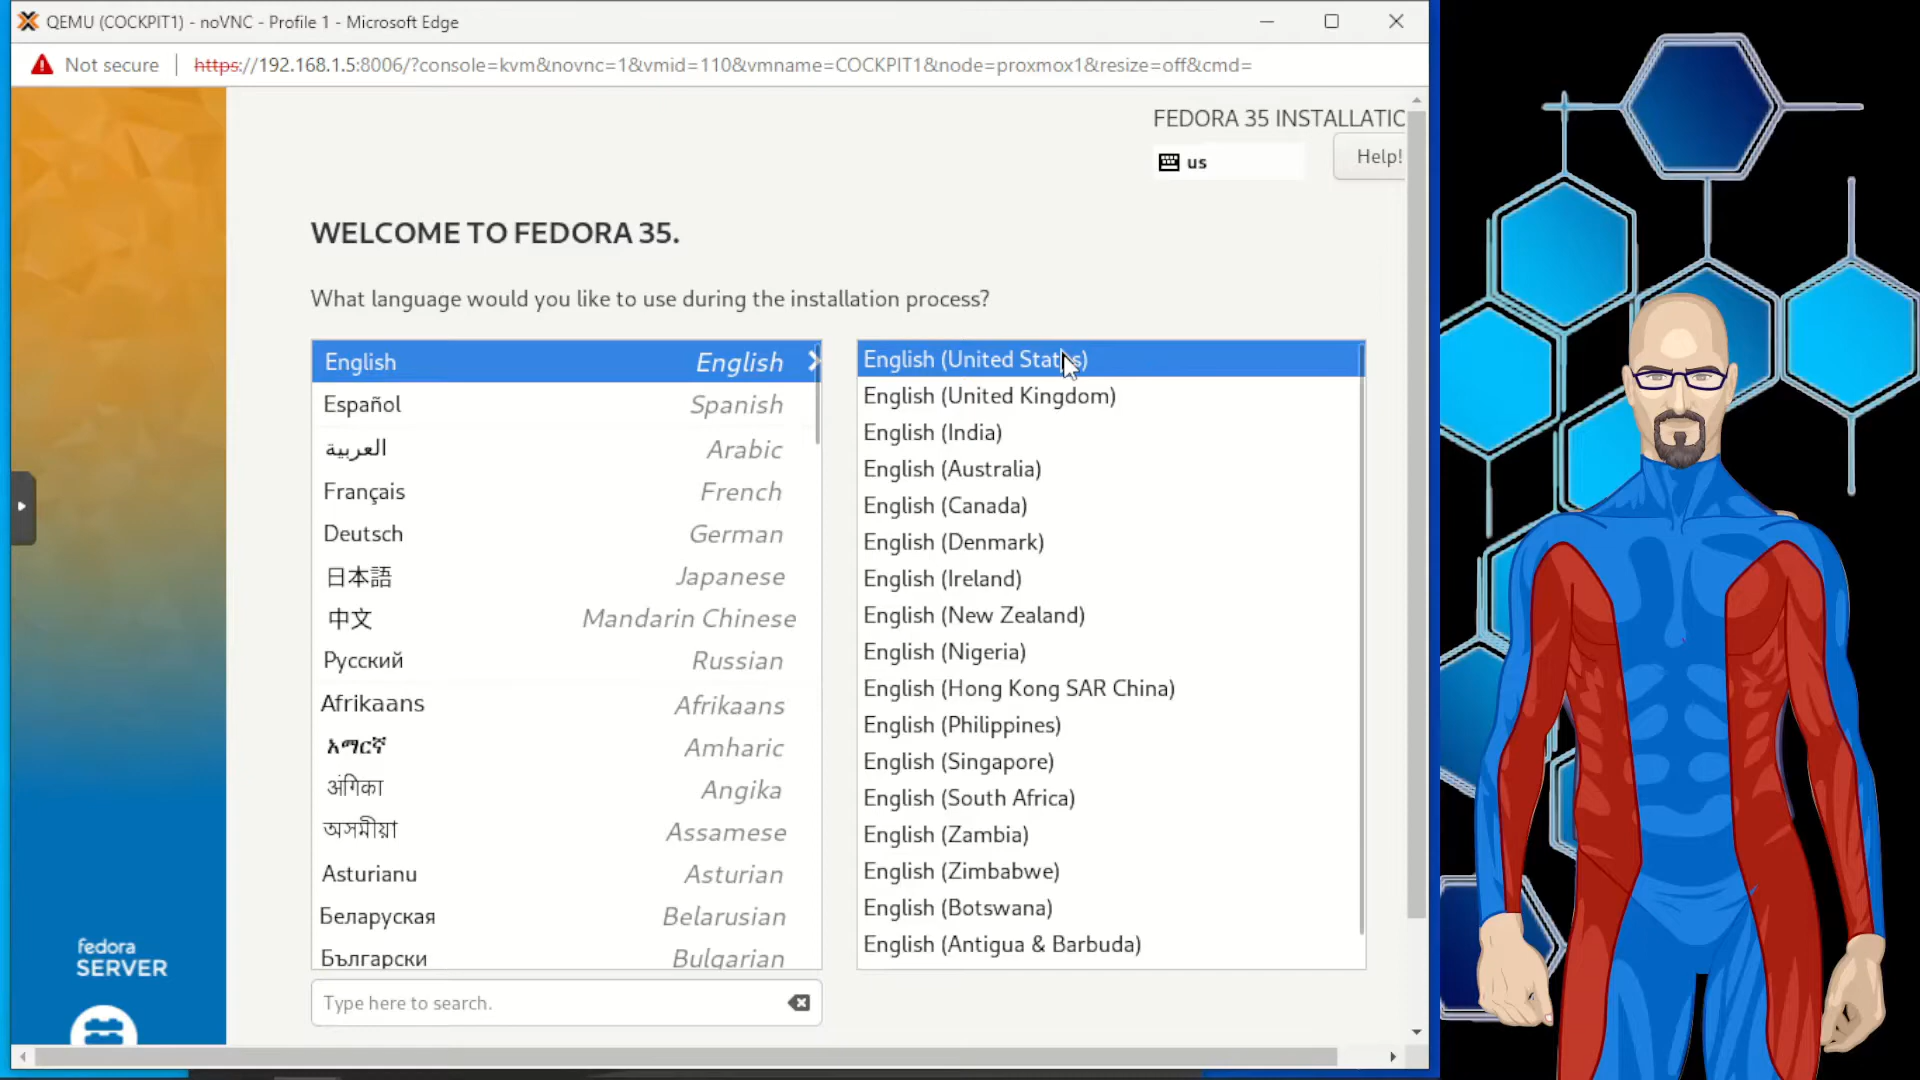 QEMU (COCKPIT1) - noVNC - Profile 1 - Microsoft Edge
Not secure
https://192.168.1.5:8006/?console=kvm&novnc=1&vmid=110&vmname=COCKPIT1&node=proxmox1&resize=off&cmd=
FEDORA 35 INSTALLATIO
us
Help!
WELCOME TO FEDORA 35.
What language would you like to use during the installation process?
English English
Español Spanish
العربية Arabic
Français French
Deutsch German
日本語 Japanese
中文 Mandarin Chinese
Русский Russian
Afrikaans Afrikaans
አማርኛ Amharic
अंगिका Angika
অসমীয়া Assamese
Asturianu Asturian
Беларуская Belarusian
Български Bulgarian
English (United States)
English (United Kingdom)
English (India)
English (Australia)
English (Canada)
English (Denmark)
English (Ireland)
English (New Zealand)
English (Nigeria)
English (Hong Kong SAR China)
English (Philippines)
English (Singapore)
English (South Africa)
English (Zambia)
English (Zimbabwe)
English (Botswana)
English (Antigua & Barbuda)
Type here to search.
fedora
SERVER